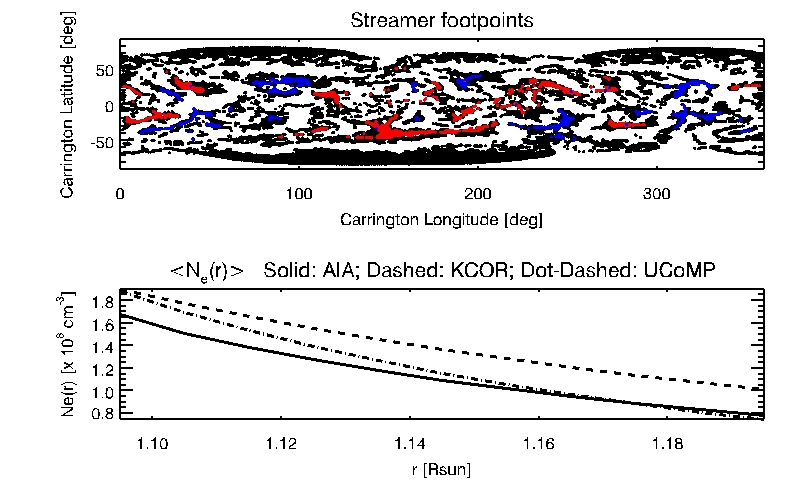 Streamer footpoints
Carrington Latitude [deg]
50
0
-50
0 100 200 300
Carrington Longitude [deg]
<Nₑ(r)> Solid: AIA; Dashed: KCOR; Dot-Dashed: UCoMP
Ne(r) [x 10⁸ cm⁻³]
1.8
1.6
1.4
1.2
1.0
0.8
1.10 1.12 1.14 1.16 1.18
r [Rsun]